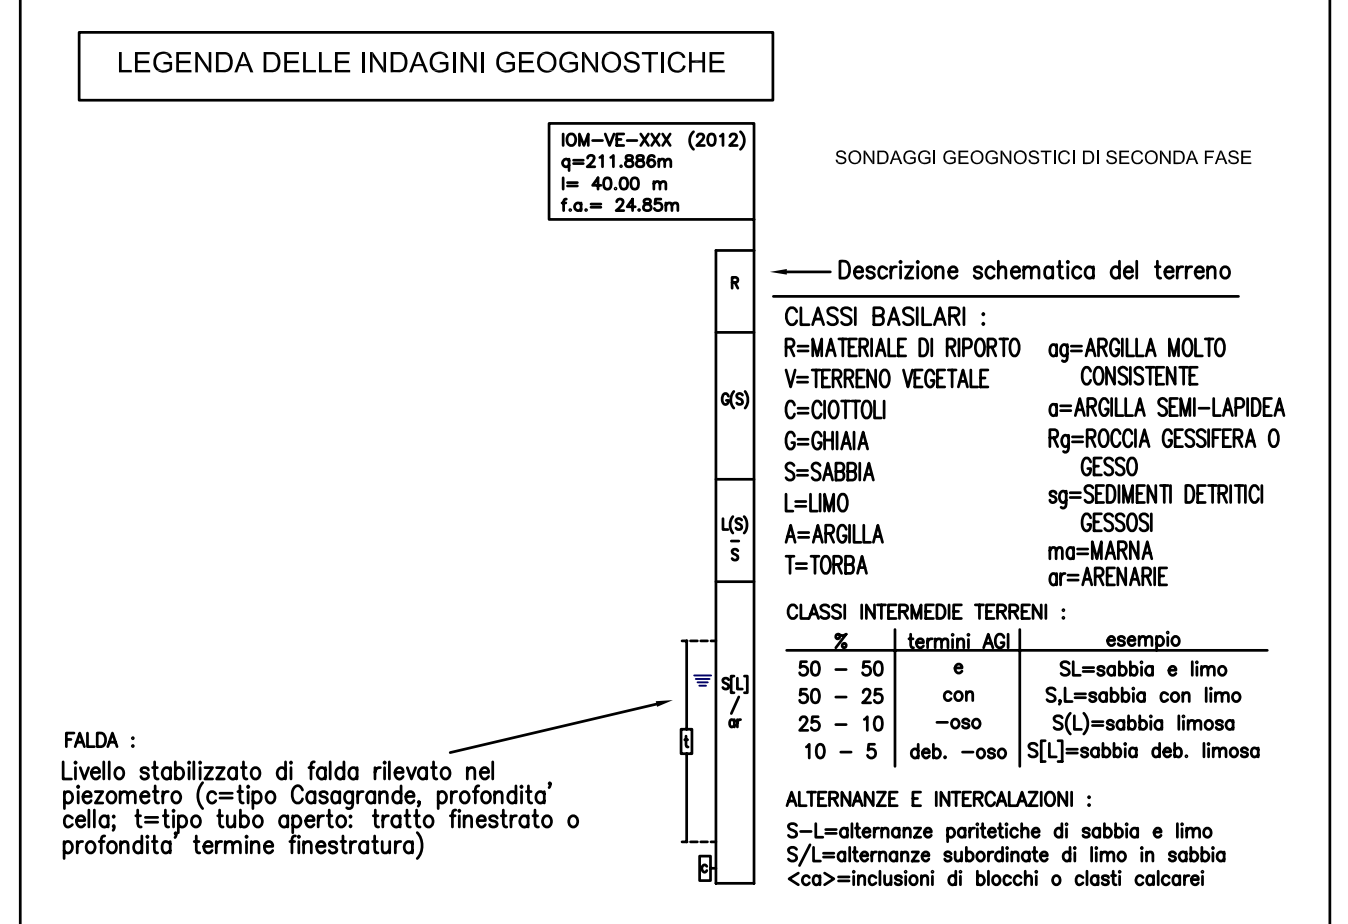 LEGENDA DELLE INDAGINI GEOGNOSTICHE
IOM-VE-XXX (2012)
q=211.886m
l= 40.00 m
f.a.= 24.85m
SONDAGGI GEOGNOSTICI DI SECONDA FASE
R
G(S)
L(S)
–
S
S[L]
/
ar
t
c
Descrizione schematica del terreno
CLASSI BASILARI :
R=MATERIALE DI RIPORTO
V=TERRENO VEGETALE
C=CIOTTOLI
G=GHIAIA
S=SABBIA
L=LIMO
A=ARGILLA
T=TORBA
ag=ARGILLA MOLTO
CONSISTENTE
a=ARGILLA SEMI-LAPIDEA
Rg=ROCCIA GESSIFERA O
GESSO
sg=SEDIMENTI DETRITICI
GESSOSI
ma=MARNA
ar=ARENARIE
CLASSI INTERMEDIE TERRENI :
% termini AGI esempio
50 - 50 e SL=sabbia e limo
50 - 25 con S,L=sabbia con limo
25 - 10 -oso S(L)=sabbia limosa
10 - 5 deb. -oso S[L]=sabbia deb. limosa
ALTERNANZE E INTERCALAZIONI :
S-L=alternanze paritetiche di sabbia e limo
S/L=alternanze subordinate di limo in sabbia
<ca>=inclusioni di blocchi o clasti calcarei
FALDA :
Livello stabilizzato di falda rilevato nel
piezometro (c=tipo Casagrande, profondita'
cella; t=tipo tubo aperto: tratto finestrato o
profondita' termine finestratura)